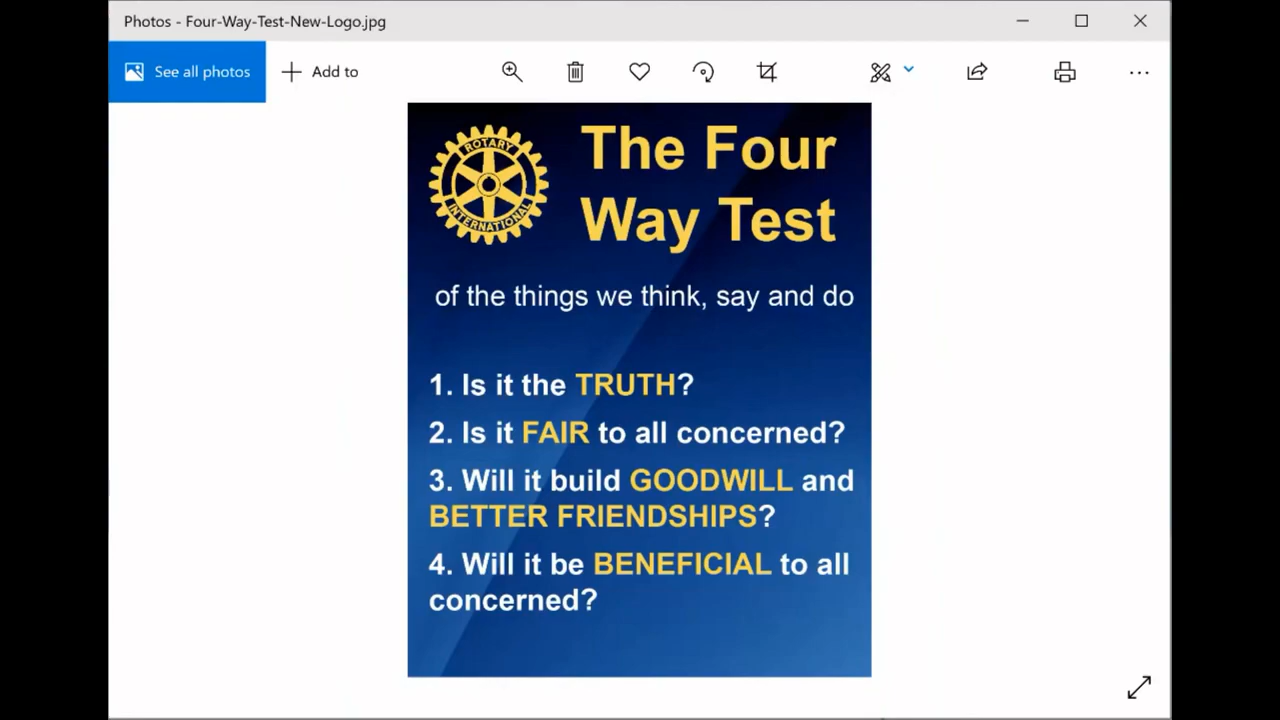 Photos - Four-Way-Test-New-Logo.jpg
See all photos
Add to
ROTARY
INTERNATIONAL
The Four
Way Test
of the things we think, say and do
1. Is it the TRUTH?
2. Is it FAIR to all concerned?
3. Will it build GOODWILL and
BETTER FRIENDSHIPS?
4. Will it be BENEFICIAL to all
concerned?